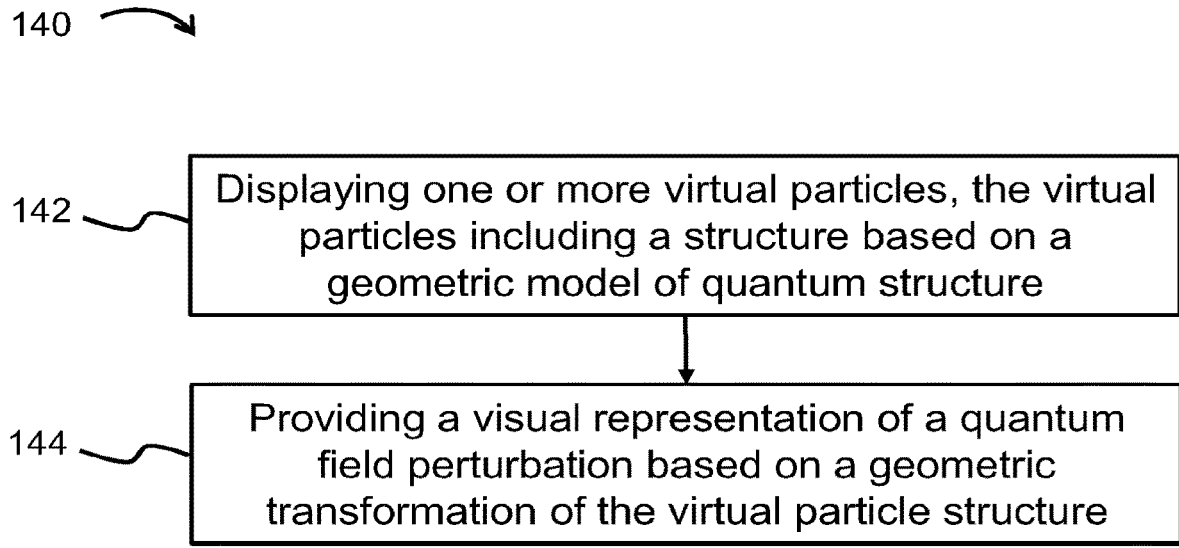 140
142
Displaying one or more virtual particles, the virtual
particles including a structure based on a
geometric model of quantum structure
144
Providing a visual representation of a quantum
field perturbation based on a geometric
transformation of the virtual particle structure